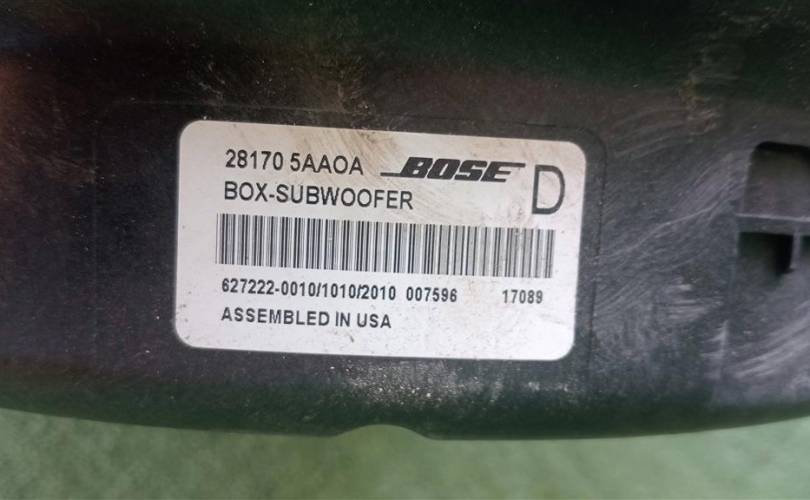 28170 5AA0A BOSE D
BOX-SUBWOOFER
627222-0010/1010/2010 007596 17089
ASSEMBLED IN USA